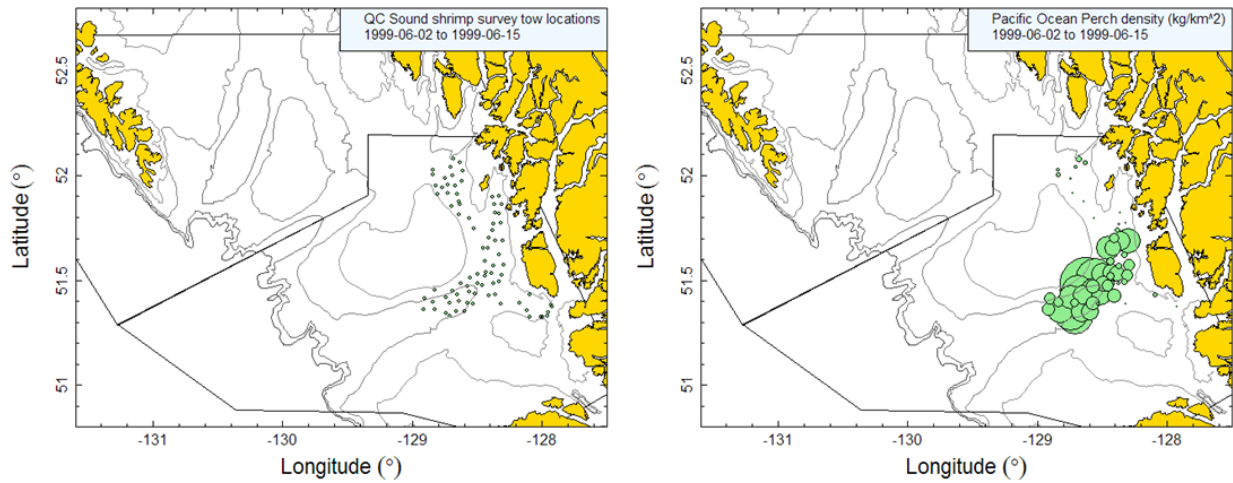 QC Sound shrimp survey tow locations
1999-06-02 to 1999-06-15
52.5
52
51.5
51
Latitude (°)
-131
-130
-129
-128
Longitude (°)
Pacific Ocean Perch density (kg/km^2)
1999-06-02 to 1999-06-15
52.5
52
51.5
51
Latitude (°)
-131
-130
-129
-128
Longitude (°)